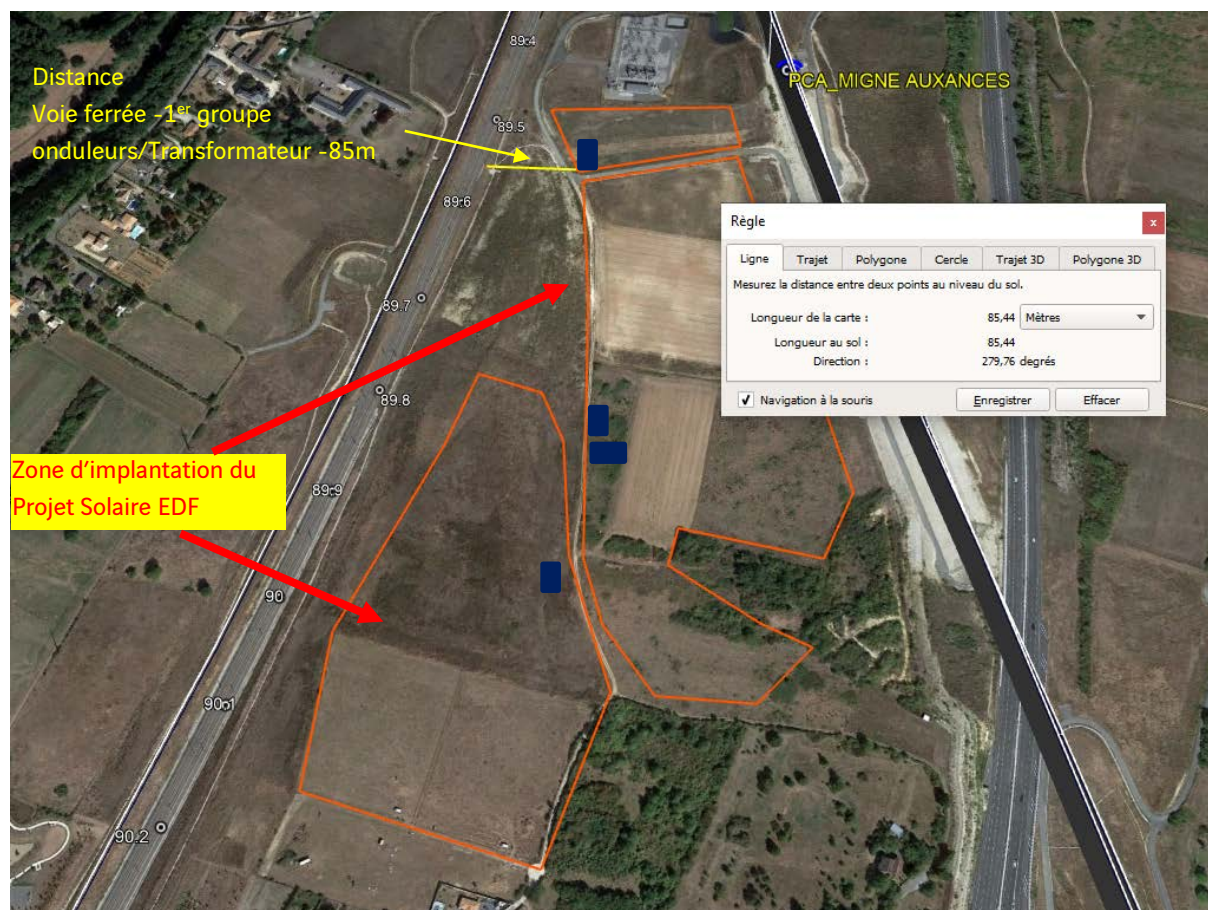 89.4
Distance
Voie ferrée -1er groupe
onduleurs/Transformateur -85m
PCA_MIGNE AUXANCES
89.5
89.6
Règle
x
Ligne
Trajet
Polygone
Cercle
Trajet 3D
Polygone 3D
Mesurez la distance entre deux points au niveau du sol.
Longueur de la carte : 85,44 Mètres
Longueur au sol : 85,44
Direction : 279,76 degrés
Navigation à la souris
Enregistrer
Effacer
89.7
89.8
Zone d’implantation du
Projet Solaire EDF
89.9
90
90.1
90.2